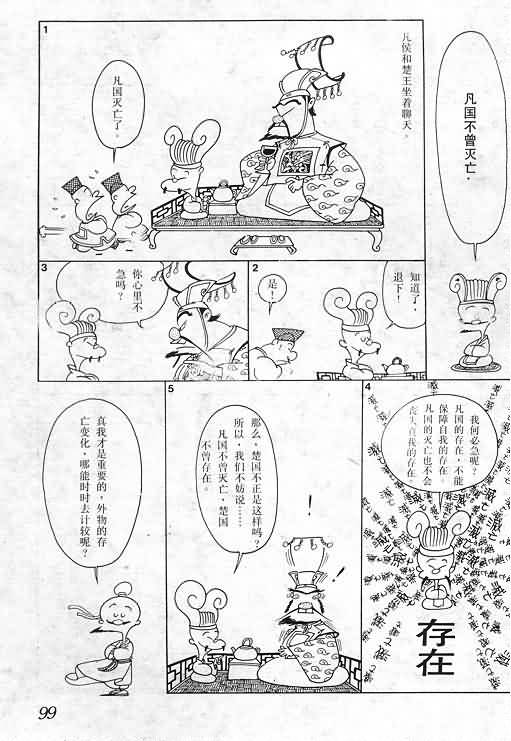 凡国不曾灭亡．
1
凡侯和楚王坐着聊天。
凡国灭亡了。
2
知道了，
退下！
是！
3
你心里不
急吗？
4
我何必急呢？
凡国的存在，不能
保障自我的存在。
凡国的灭亡也不会
丧失真我的存在。
存在
5
那么，楚国不正是这样吗？
所以，我们不妨说……
凡国不曾灭亡．楚国
不曾存在。
！
！
真我才是重要的，外物的存
亡变化，哪能时时去计较呢？
99